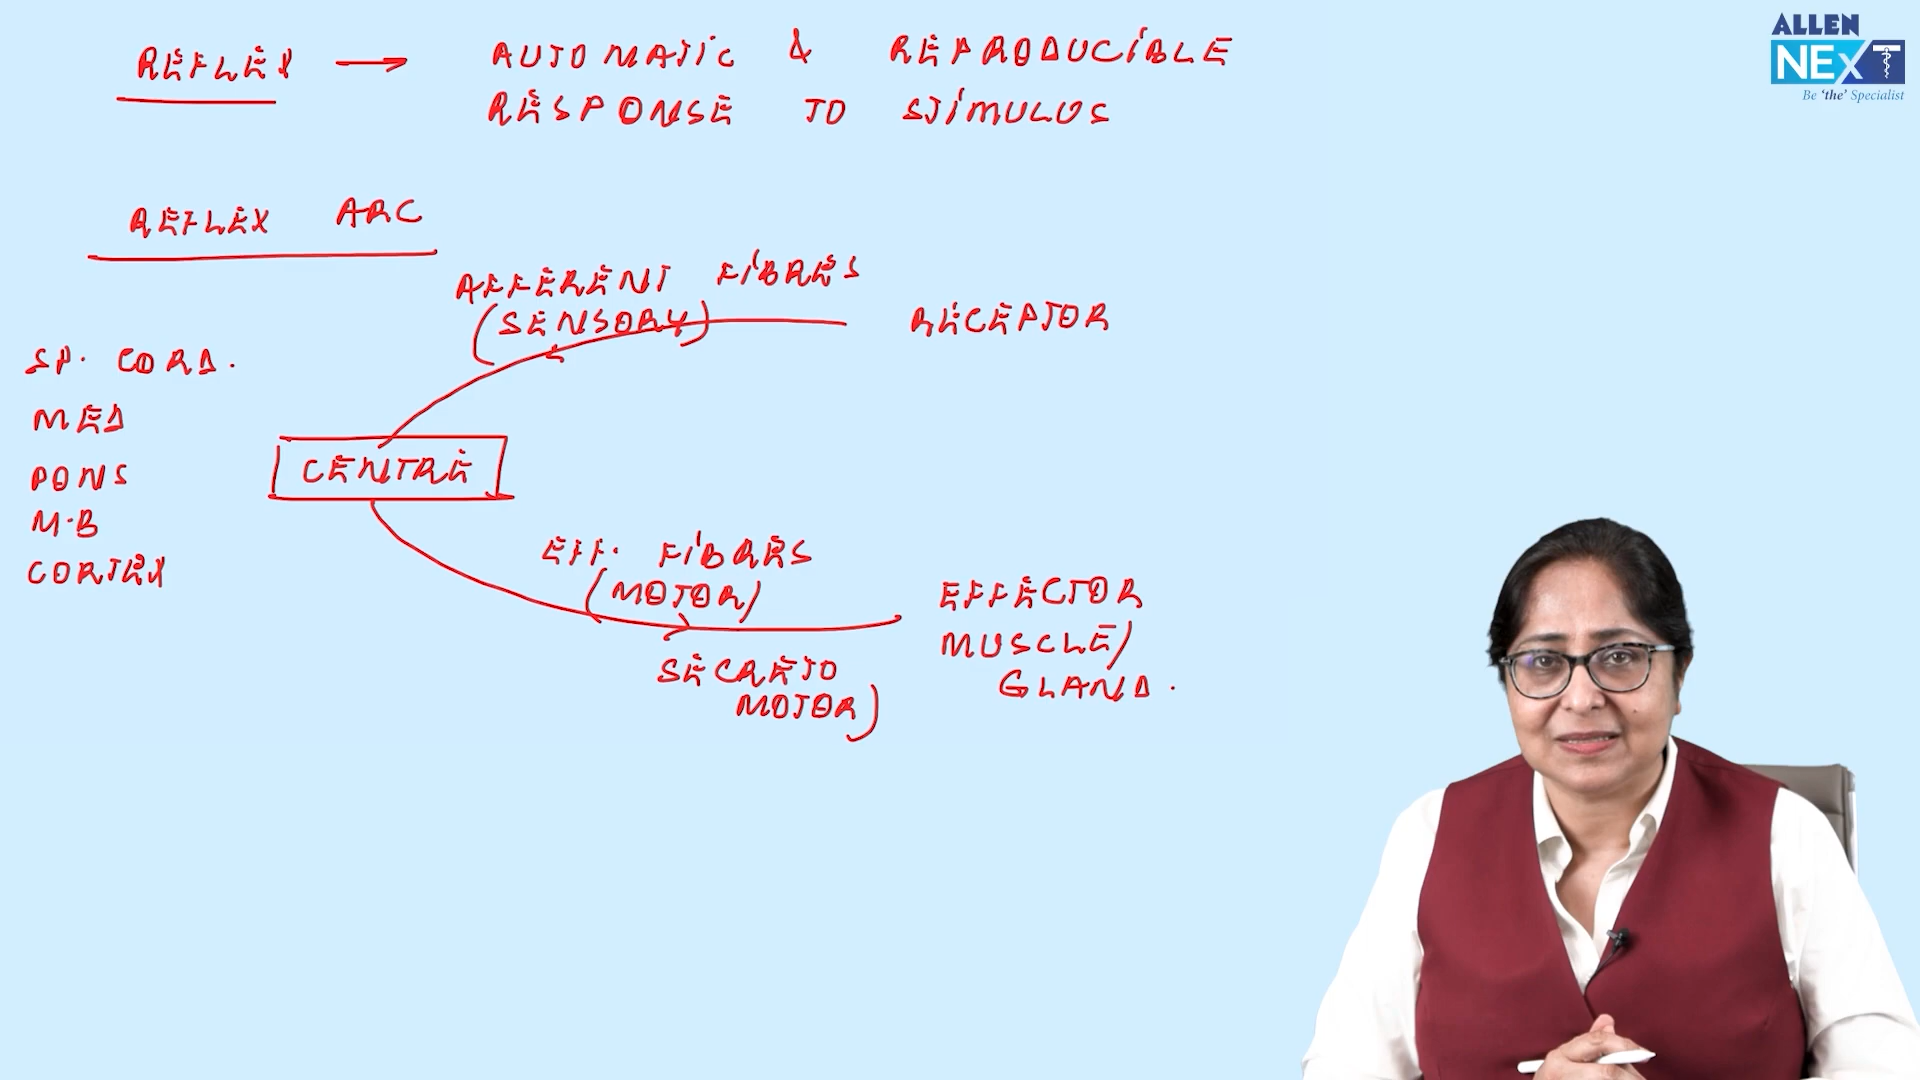 REFLEX → AUTOMATIC & REPRODUCIBLE
RESPONSE TO STIMULUS
REFLEX ARC
AFFERENT FIBRES
(SENSORY)
RECEPTOR
SP. CORD.
MED
PONS
M.B
CORTEX
CENTRE
EFF. FIBRES
(MOTOR/
SECRETO
MOTOR)
EFFECTOR
MUSCLE/
GLAND.
ALLEN
NEXT
Be 'the' Specialist